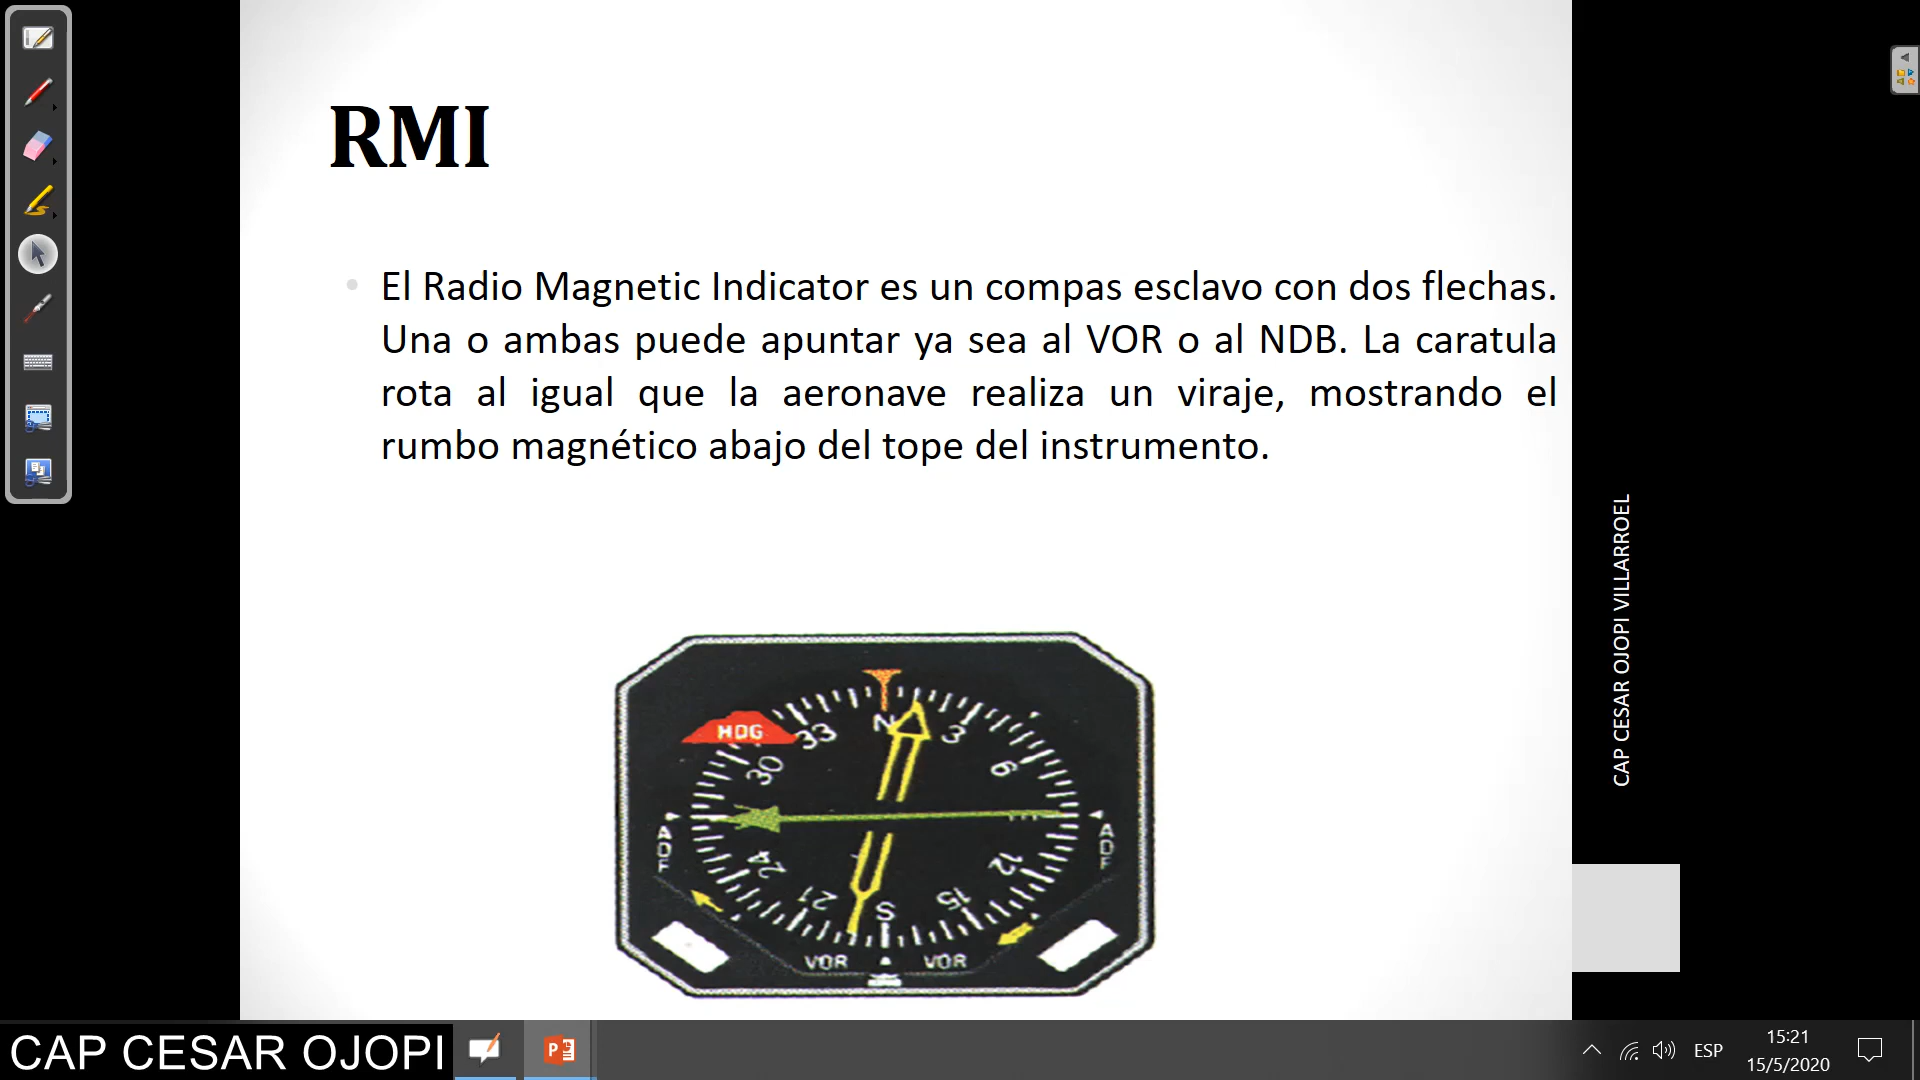 RMI
• El Radio Magnetic Indicator es un compas esclavo con dos flechas.
Una o ambas puede apuntar ya sea al VOR o al NDB. La caratula
rota al igual que la aeronave realiza un viraje, mostrando el
rumbo magnético abajo del tope del instrumento.
CAP CESAR OJOPI VILLARROEL
HDG
N
3
6
E
12
15
S
21
24
30
33
ADF
ADF
VOR
VOR
CAP CESAR OJOPI
ESP
15:21
15/5/2020